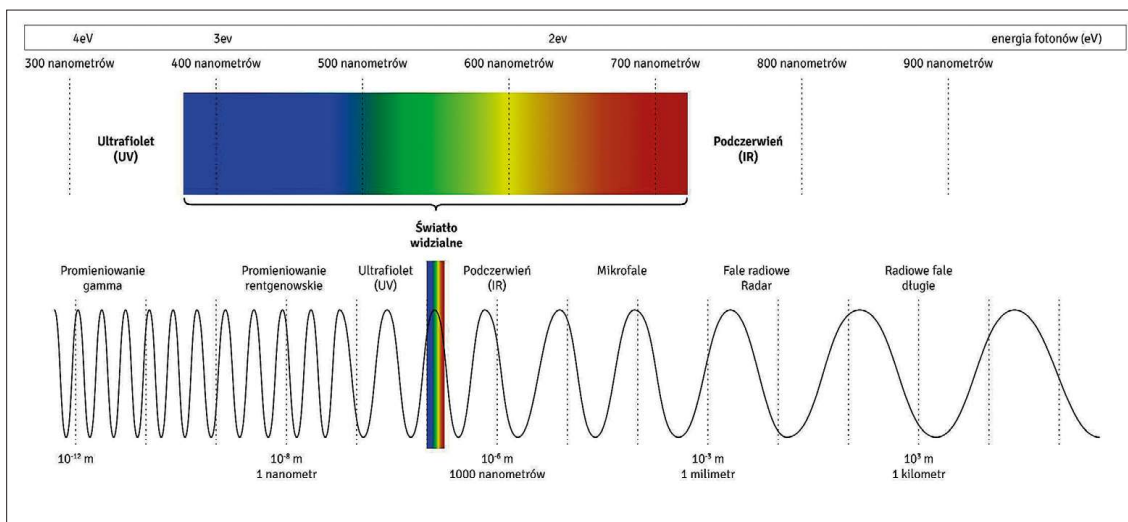 4eV 3ev 2ev energia fotonów (eV)
300 nanometrów 400 nanometrów 500 nanometrów 600 nanometrów 700 nanometrów 800 nanometrów 900 nanometrów
Ultrafiolet
(UV)
Podczerwień
(IR)
Światło
widzialne
Promieniowanie
gamma
Promieniowanie
rentgenowskie
Ultrafiolet
(UV)
Podczerwień
(IR)
Mikrofale
Fale radiowe
Radar
Radiowe fale
długie
10⁻¹² m
10⁻⁸ m
1 nanometr
10⁻⁶ m
1000 nanometrów
10⁻³ m
1 milimetr
10³ m
1 kilometr